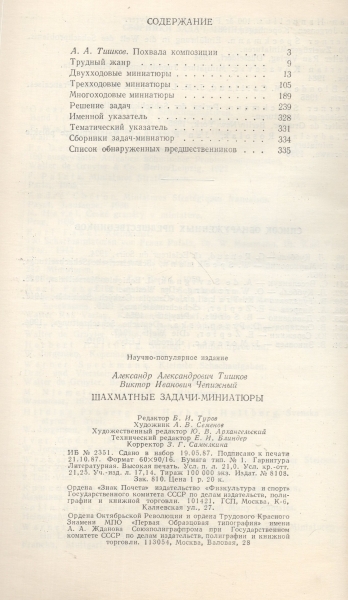 СОДЕРЖАНИЕ
А. А. Тишков. Похвала композиции . . . . . 3
Трудный жанр . . . . . . . . . 9
Двухходовые миниатюры . . . . . . . 13
Трехходовые миниатюры . . . . . . . 105
Многоходовые миниатюры . . . . . . . 189
Решение задач . . . . . . . . . 239
Именной указатель . . . . . . . . 328
Тематический указатель . . . . . . . 331
Сборники задач-миниатюр . . . . . . . 334
Список обнаруженных предшественников . . . 335
Научно-популярное издание
Александр Александрович Тишков
Виктор Иванович Чепижный
ШАХМАТНЫЕ ЗАДАЧИ-МИНИАТЮРЫ
Редактор Б. И. Туров
Художник А. В. Семенов
Художественный редактор Ю. В. Архангельский
Технический редактор Е. И. Блиндер
Корректор З. Г. Самылкина
ИБ № 2351. Сдано в набор 19.05.87. Подписано к печати
21.10.87. Формат 60×90/16. Бумага тип. № 1. Гарнитура
Литературная. Высокая печать. Усл. п. л. 21,0. Усл. кр.-отт.
21,25. Уч.-изд. л. 17,14. Тираж 100 000 экз. Издат. № 8108.
Зак. 810. Цена 1 р. 20 к.
Ордена «Знак Почета» издательство «Физкультура и спорт»
Государственного комитета СССР по делам издательств, поли-
графии и книжной торговли. 101421, ГСП, Москва, К-6,
Каляевская ул., 27.
Ордена Октябрьской Революции и ордена Трудового Красного
Знамени МПО «Первая Образцовая типография» имени
А. А. Жданова Союзполиграфпрома при Государственном
комитете СССР по делам издательств, полиграфии и книжной
торговли. 113054, Москва, Валовая, 28